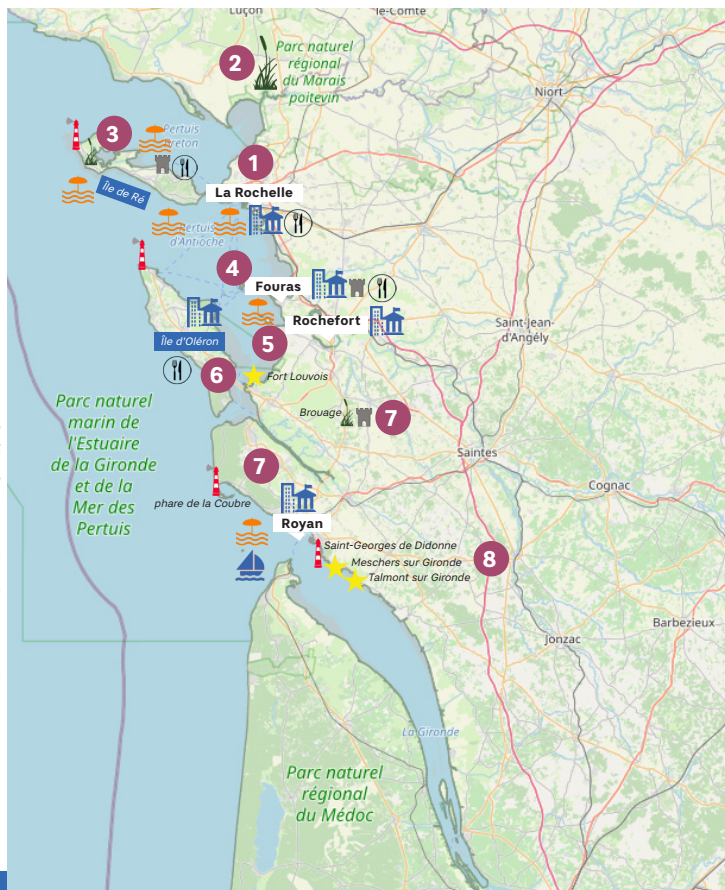 Luçon
le-Comte
2
Parc naturel
régional
du Marais
poitevin
Niort
3
Pertuis
Breton
1
Île de Ré
La Rochelle
Pertuis
d'Antioche
4
Fouras
Rochefort
Saint-Jean-
d'Angély
Île d'Oléron
5
6
Fort Louvois
Parc naturel
marin de
l'Estuaire
de la Gironde
et de la
Mer des
Pertuis
Brouage
7
Saintes
Cognac
7
phare de la Coubre
Royan
Saint-Georges de Didonne
Meschers sur Gironde
Talmont sur Gironde
8
Barbezieux
Jonzac
La Gironde
Parc naturel
régional
du Médoc